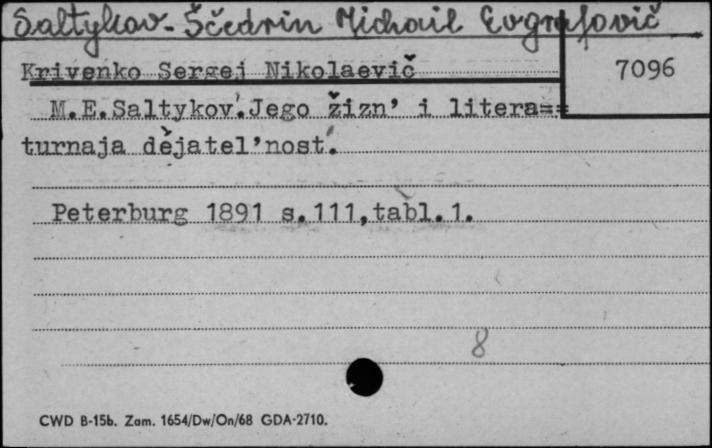 Saltykov-Ščedrin Michail Evgrafovič
Krivenko Sergej Nikolaevič
7096
M.E.Saltykov.Jego žizn' i litera==
turnaja dějatel'nost.
Peterburg 1891 s.111,tabl.1.
8
CWD B-15b. Zam. 1654/Dw/On/68 GDA-2710.